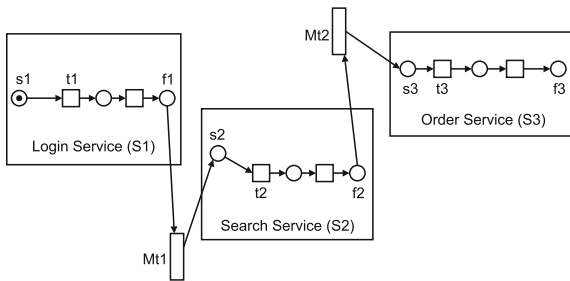 Mt2
s1
t1
f1
s3
t3
f3
Login Service (S1)
Order Service (S3)
s2
t2
f2
Search Service (S2)
Mt1